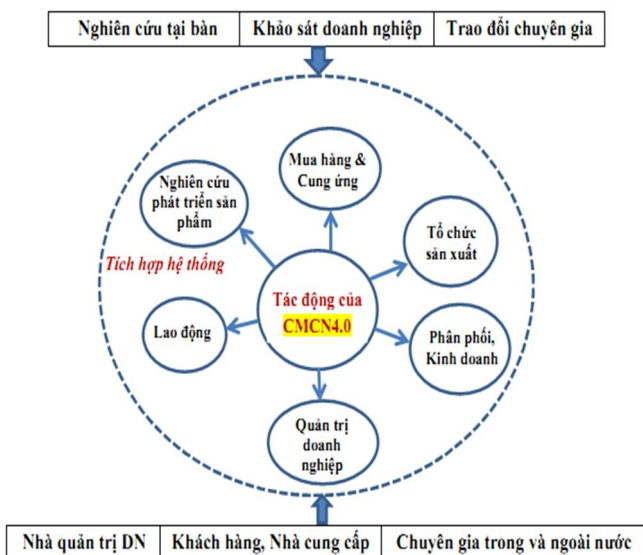 Nghiên cứu tại bàn
Khảo sát doanh nghiệp
Trao đổi chuyên gia
Mua hàng &
Cung ứng
Nghiên cứu
phát triển sản
phẩm
Tổ chức
sản xuất
Tích hợp hệ thống
Tác động của
CMCN4.0
Lao động
Phân phối,
Kinh doanh
Quản trị
doanh
nghiệp
Nhà quản trị DN
Khách hàng, Nhà cung cấp
Chuyên gia trong và ngoài nước